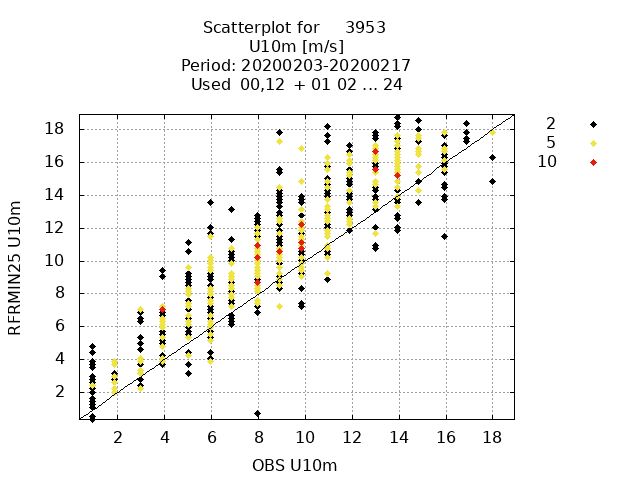 Scatterplot for 3953
U10m [m/s]
Period: 20200203-20200217
Used 00,12 + 01 02 ... 24
2
5
10
RFRMIN25 U10m
18
16
14
12
10
8
6
4
2
2 4 6 8 10 12 14 16 18
OBS U10m